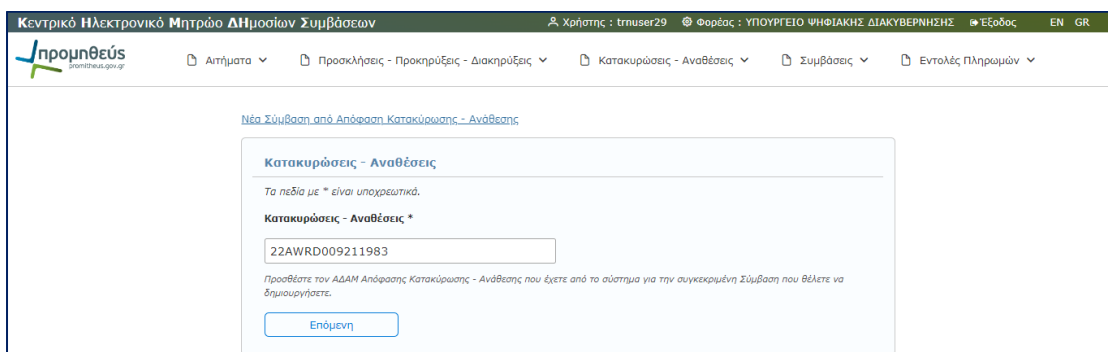 Κεντρικό Ηλεκτρονικό Μητρώο ΔΗμοσίων Συμβάσεων Χρήστης : trnuser29 Φορέας : ΥΠΟΥΡΓΕΙΟ ΨΗΦΙΑΚΗΣ ΔΙΑΚΥΒΕΡΝΗΣΗΣ Έξοδος EN GR
προμηθεύς
promitheus.gov.gr
Αιτήματα Προσκλήσεις - Προκηρύξεις - Διακηρύξεις Κατακυρώσεις - Αναθέσεις Συμβάσεις Εντολές Πληρωμών
Νέα Σύμβαση από Απόφαση Κατακύρωσης - Ανάθεσης
Κατακυρώσεις - Αναθέσεις
Τα πεδία με * είναι υποχρεωτικά.
Κατακυρώσεις - Αναθέσεις *
22AWRD009211983
Προσθέστε τον ΑΔΑΜ Απόφασης Κατακύρωσης - Ανάθεσης που έχετε από το σύστημα για την συγκεκριμένη Σύμβαση που θέλετε να
δημιουργήσετε.
Επόμενη